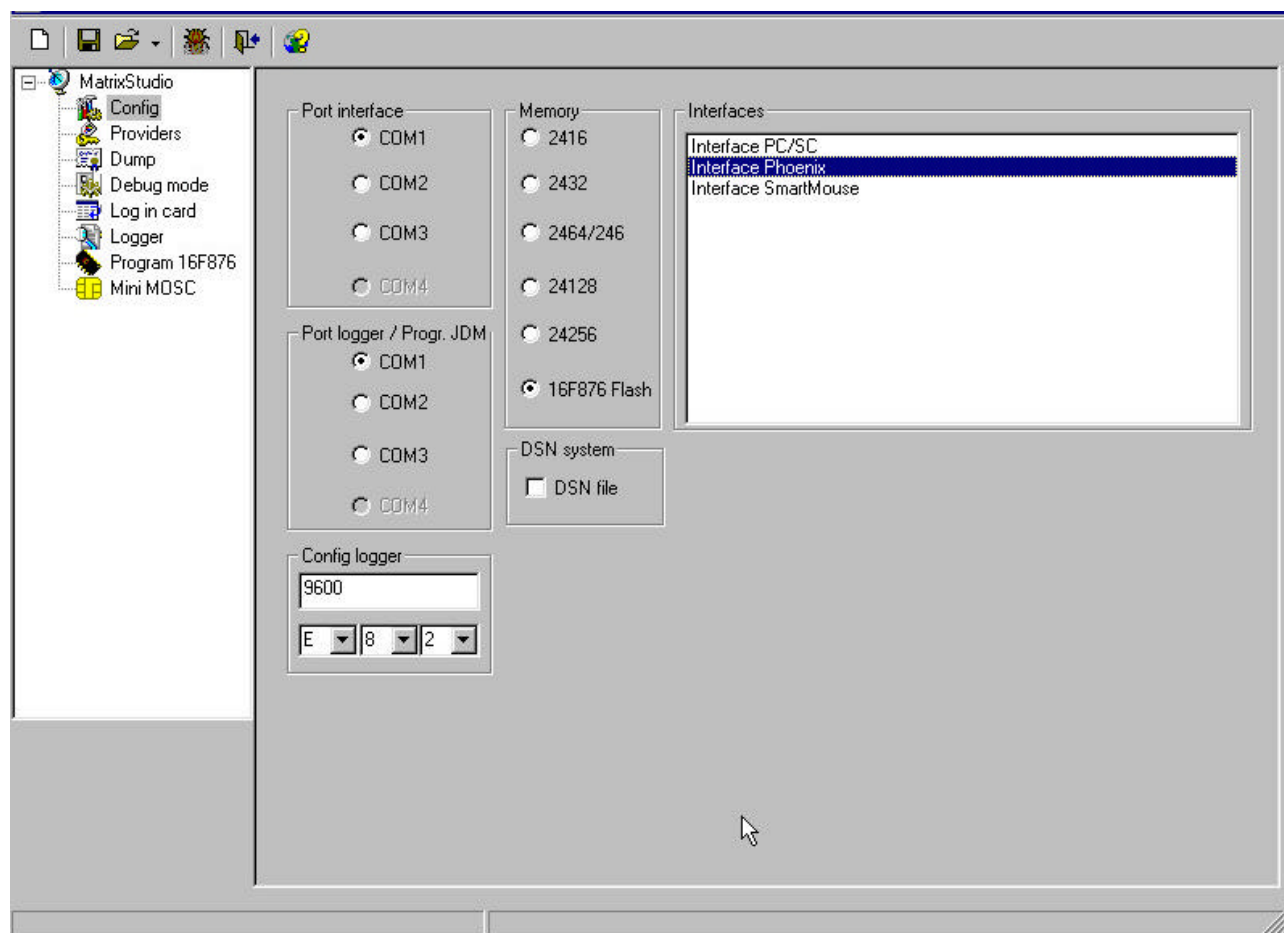 MatrixStudio
Config
Providers
Dump
Debug mode
Log in card
Logger
Program 16F876
Mini MOSC
Port interface
COM1
COM2
COM3
COM4
Port logger / Progr. JDM
COM1
COM2
COM3
COM4
Config logger
9600
E 8 2
Memory
2416
2432
2464/246
24128
24256
16F876 Flash
DSN system
DSN file
Interfaces
Interface PC/SC
Interface Phoenix
Interface SmartMouse